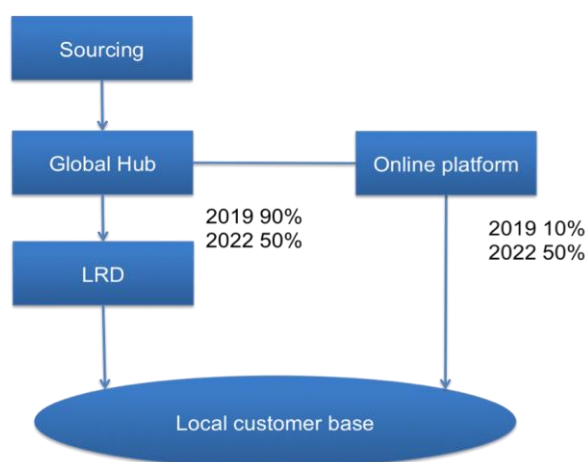 Sourcing
Global Hub
Online platform
2019 90%
2022 50%
2019 10%
2022 50%
LRD
Local customer base